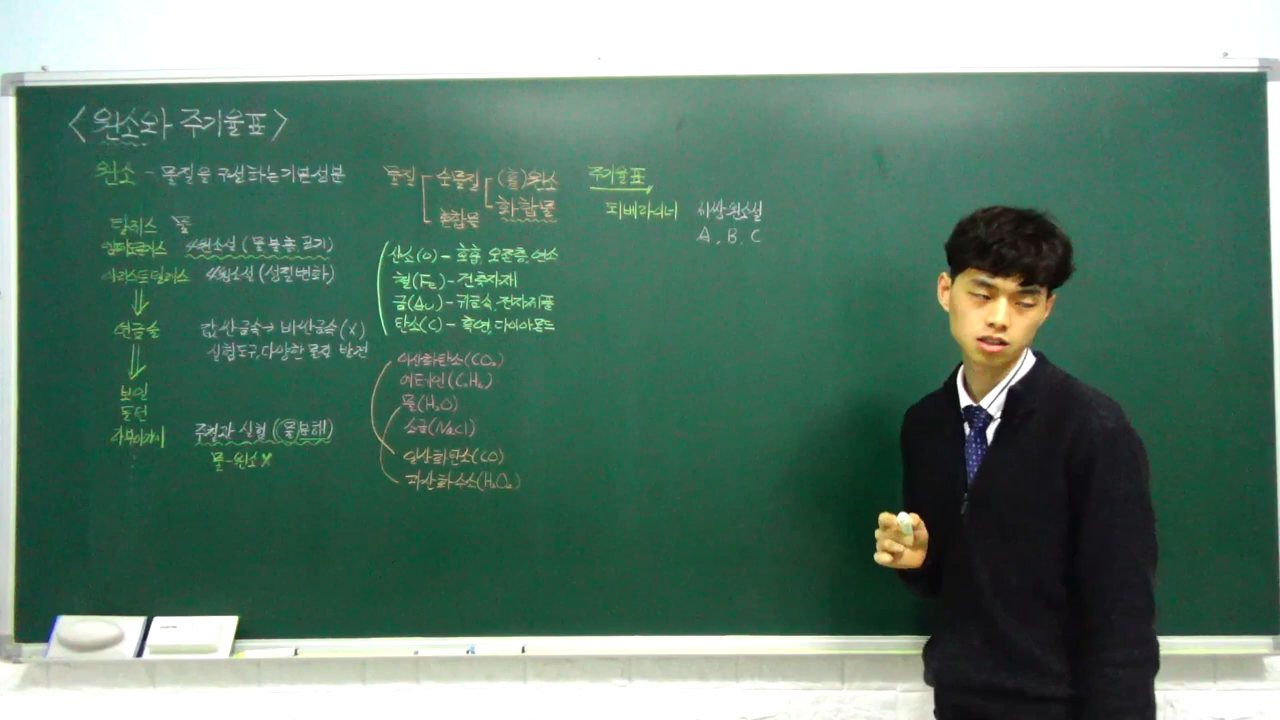 <원소와 주기율표>
원소 - 물질을 구성하는 기본성분
탈레스 물
엠페도클레스 4원소설 (물 불 흙 공기)
아리스토텔레스 4원소설 (성질변화)
연금술 값싼금속→비싼금속(X)
실험도구, 다양한 물질 발견
보일
돌턴
라부아지에 주철관 실험 (물분해!)
물-원소X
물질 순물질 (홑)원소
화합물
혼합물
산소(O) - 호흡, 오존층, 연소
철(Fe) - 건축자재
금(Au) - 귀금속, 전자제품
탄소(C) - 흑연, 다이아몬드
이산화탄소(CO₂)
에타인(C₂H₂)
물(H₂O)
소금(NaCl)
일산화탄소(CO)
과산화수소(H₂O₂)
주기율표
되베라이너 세쌍원소설
A, B, C